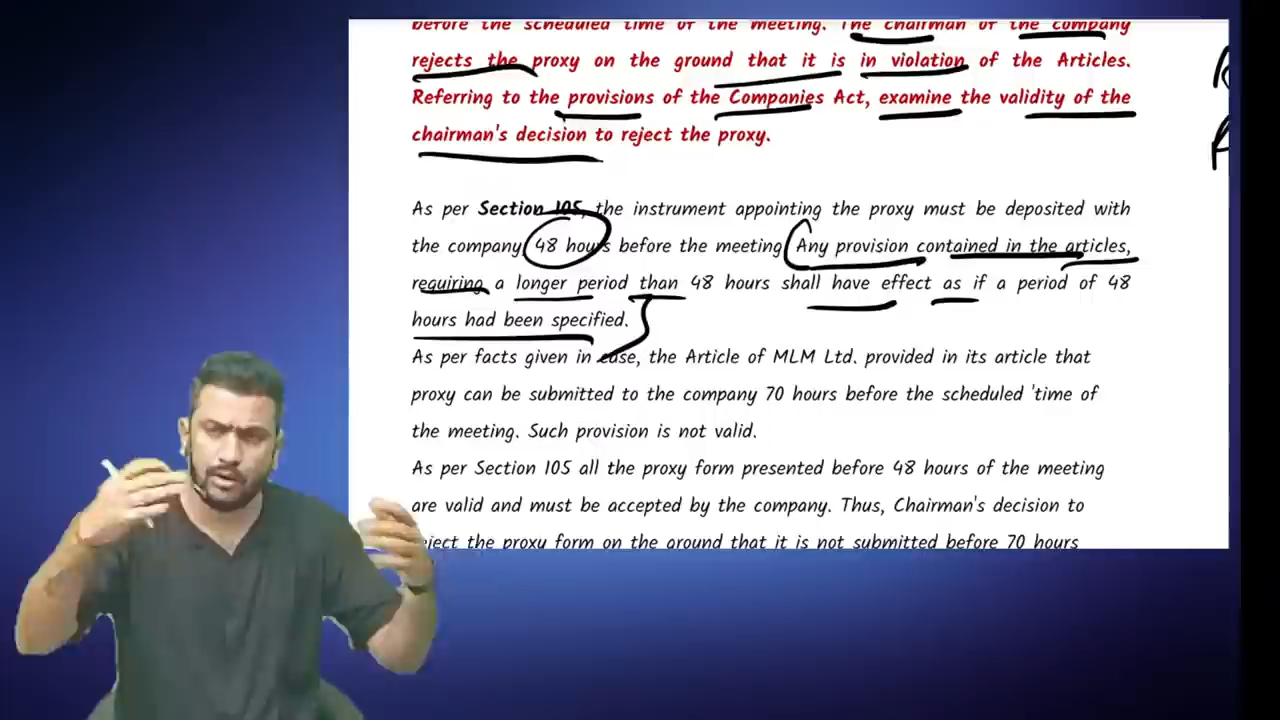 before the scheduled time of the meeting. The chairman of the company
rejects the proxy on the ground that it is in violation of the Articles.
Referring to the provisions of the Companies Act, examine the validity of the
chairman's decision to reject the proxy.
As per Section 105, the instrument appointing the proxy must be deposited with
the company 48 hours before the meeting Any provision contained in the articles,
requiring a longer period than 48 hours shall have effect as if a period of 48
hours had been specified.
As per facts given in case, the Article of MLM Ltd. provided in its article that
proxy can be submitted to the company 70 hours before the scheduled 'time of
the meeting. Such provision is not valid.
As per Section 105 all the proxy form presented before 48 hours of the meeting
are valid and must be accepted by the company. Thus, Chairman's decision to
reject the proxy form on the ground that it is not submitted before 70 hours